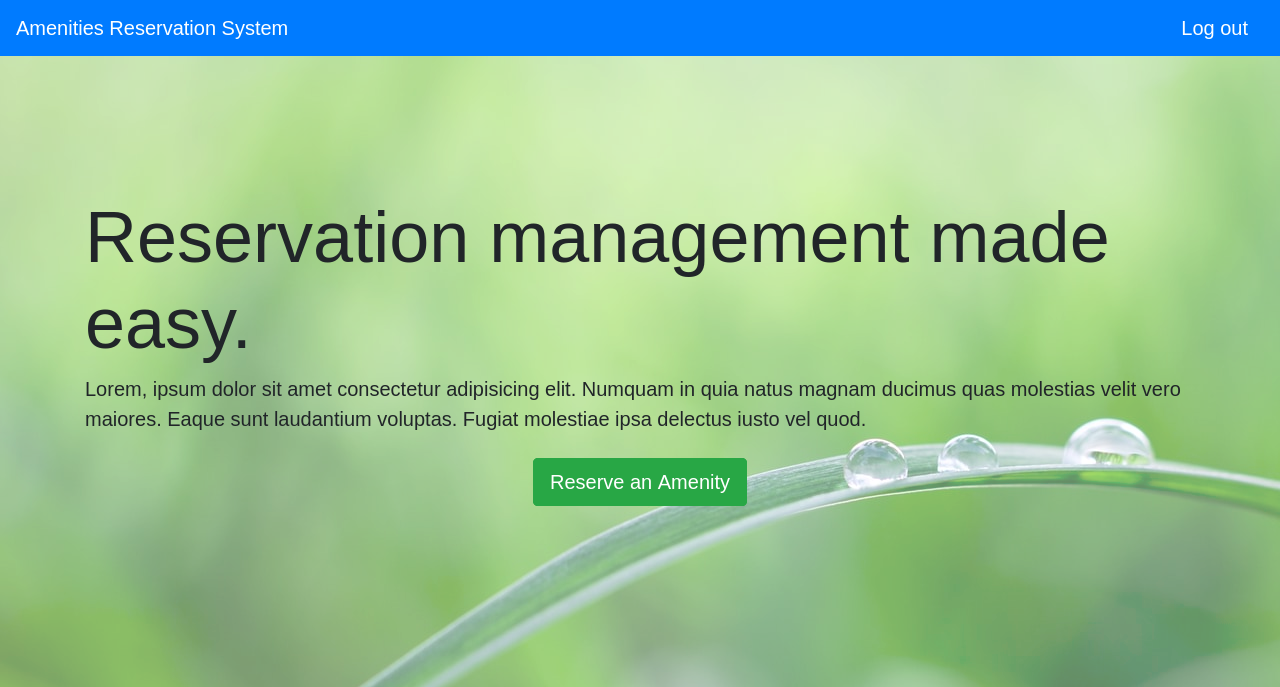 Amenities Reservation System
Log out
Reservation management made
easy.
Lorem, ipsum dolor sit amet consectetur adipisicing elit. Numquam in quia natus magnam ducimus quas molestias velit vero
maiores. Eaque sunt laudantium voluptas. Fugiat molestiae ipsa delectus iusto vel quod.
Reserve an Amenity